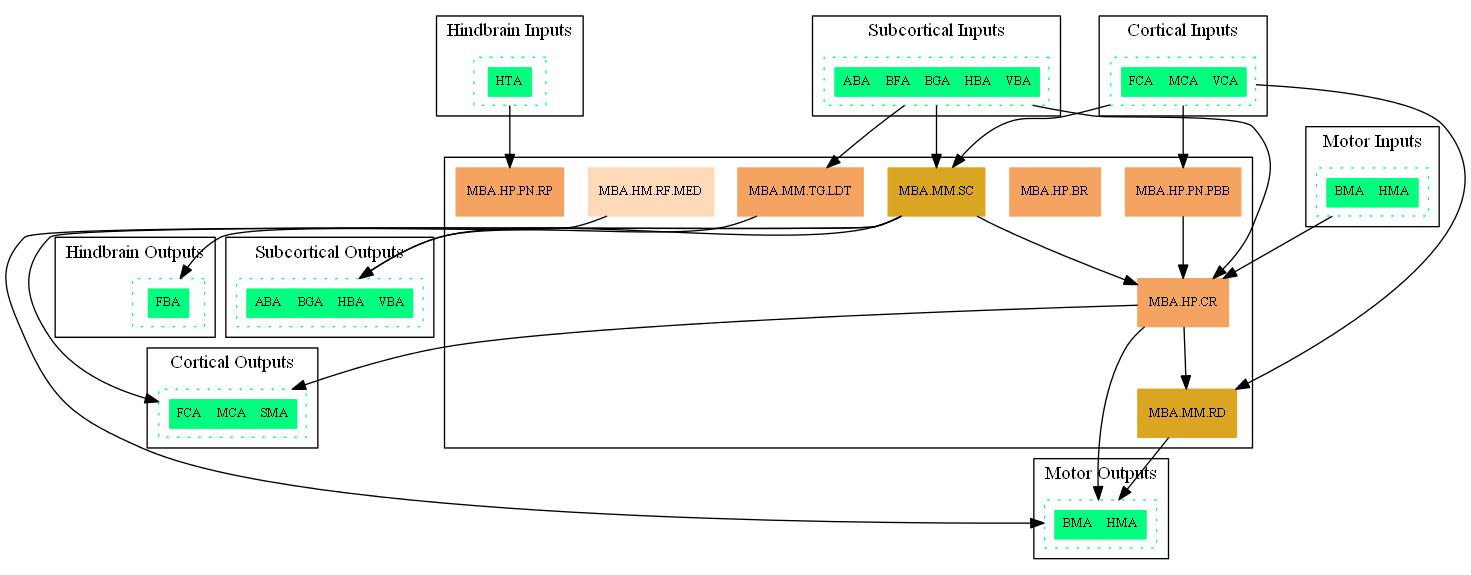 Hindbrain Inputs
Subcortical Inputs
Cortical Inputs
HTA
ABA BFA BGA HBA VBA
FCA MCA VCA
Motor Inputs
MBA.HP.PN.RP
MBA.HM.RF.MED
MBA.MM.TG.LDT
MBA.MM.SC
MBA.HP.BR
MBA.HP.PN.PBB
BMA HMA
Hindbrain Outputs
Subcortical Outputs
FBA
ABA BGA HBA VBA
MBA.HP.CR
Cortical Outputs
FCA MCA SMA
MBA.MM.RD
Motor Outputs
BMA HMA